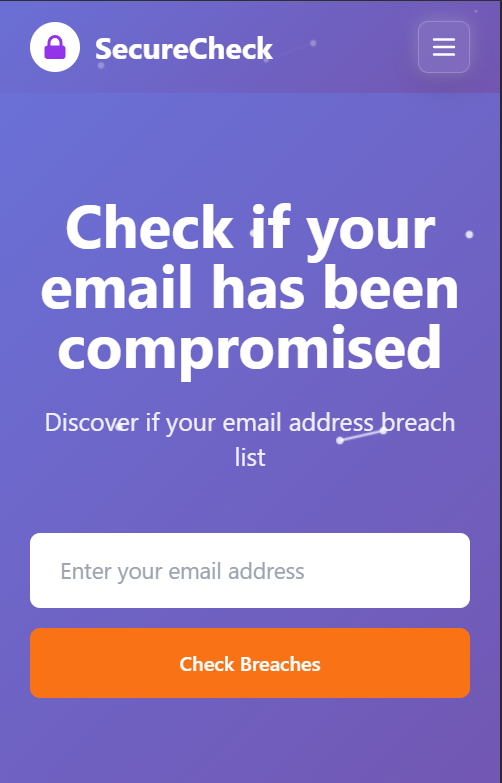 SecureCheck
Check if your
email has been
compromised
Discover if your email address breach
list
Enter your email address
Check Breaches